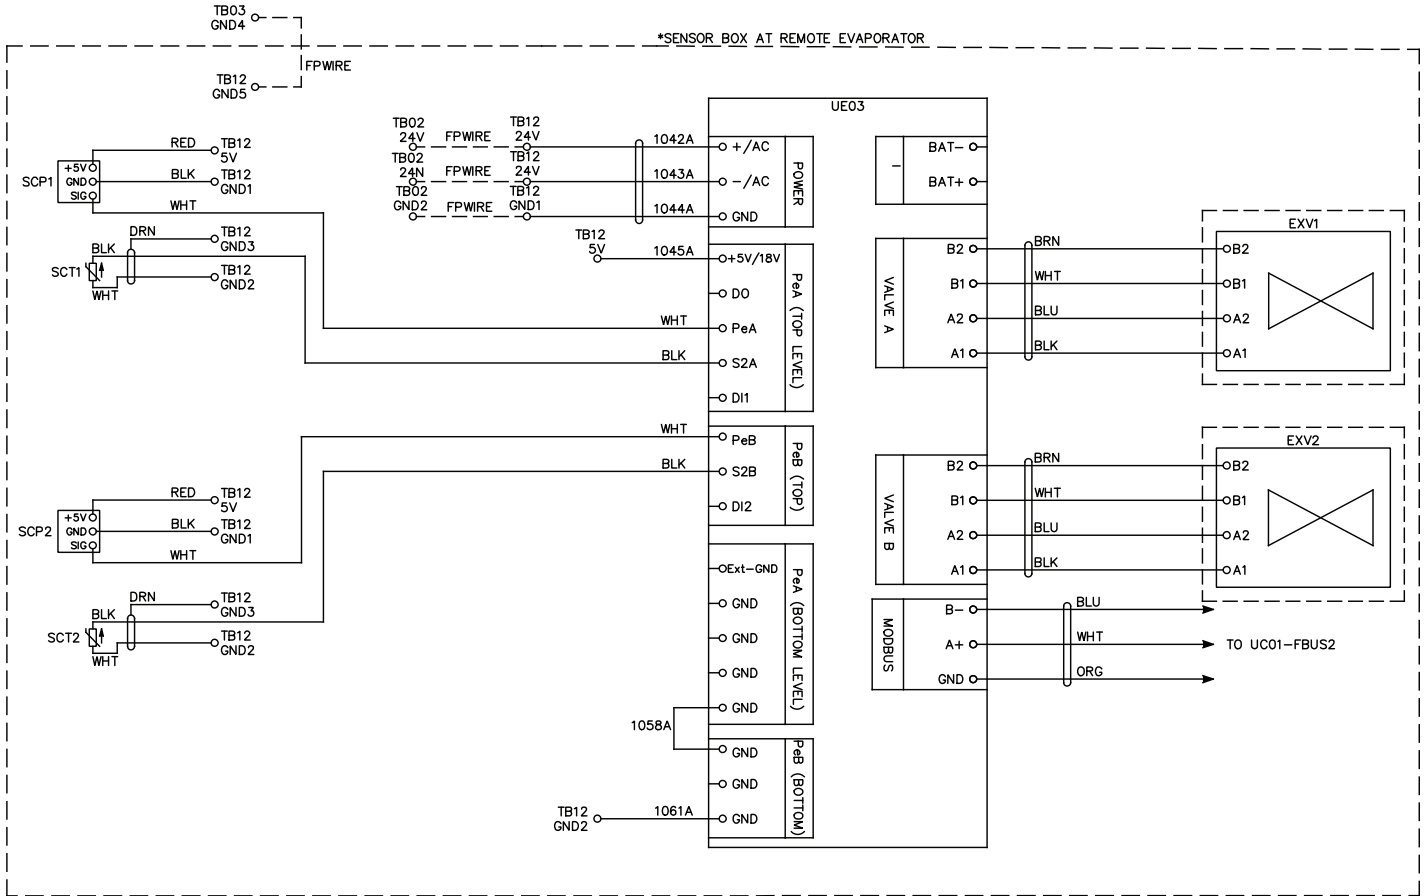 TB03
GND4
*SENSOR BOX AT REMOTE EVAPORATOR
FPWIRE
TB12
GND5
UE03
RED
TB12
5V
SCP1
+5V
GND
SIG
BLK
TB12
GND1
WHT
DRN
TB12
GND3
BLK
SCT1
TB12
GND2
WHT
TB02
24V
FPWIRE
TB12
24V
1042A
+/AC
TB02
24N
FPWIRE
TB12
24V
1043A
-/AC
TB02
GND2
FPWIRE
TB12
GND1
1044A
GND
POWER
TB12
5V
1045A
+5V/18V
DO
WHT
PeA
BLK
S2A
DI1
PeA (TOP LEVEL)
WHT
PeB
BLK
S2B
DI2
PeB (TOP)
RED
TB12
5V
SCP2
+5V
GND
SIG
BLK
TB12
GND1
WHT
DRN
TB12
GND3
BLK
SCT2
TB12
GND2
WHT
Ext-GND
GND
GND
GND
GND
PeA (BOTTOM LEVEL)
1058A
GND
GND
TB12
GND2
1061A
GND
PeB (BOTTOM)
I
BAT-
BAT+
VALVE A
B2
BRN
B1
WHT
A2
BLU
A1
BLK
EXV1
B2
B1
A2
A1
VALVE B
B2
BRN
B1
WHT
A2
BLU
A1
BLK
EXV2
B2
B1
A2
A1
MODBUS
B-
BLU
A+
WHT
TO UC01-FBUS2
GND
ORG